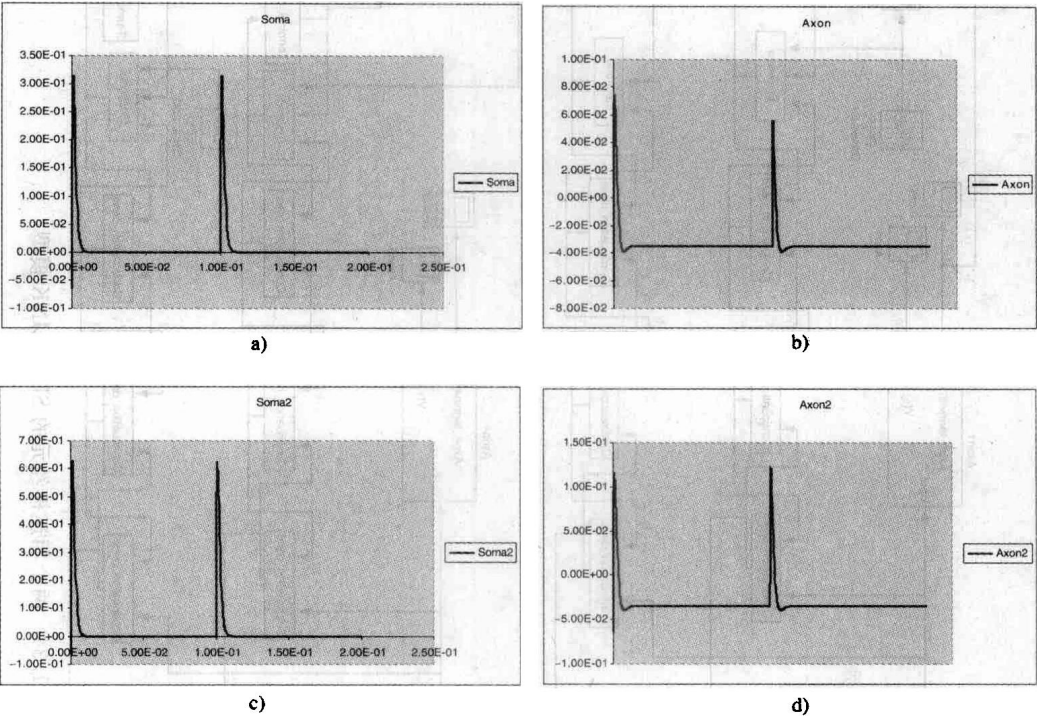 Soma
3.50E-01
3.00E-01
2.50E-01
2.00E-01
1.50E-01
1.00E-01
5.00E-02
0.00E+00
-5.00E-02
-1.00E-01
0.00E+00 5.00E-02 1.00E-01 1.50E-01 2.00E-01 2.50E-01
Soma
a)
Axon
1.00E-01
8.00E-02
6.00E-02
4.00E-02
2.00E-02
0.00E+00
-2.00E-02
-4.00E-02
-6.00E-02
-8.00E-02
Axon
b)
Soma2
7.00E-01
6.00E-01
5.00E-01
4.00E-01
3.00E-01
2.00E-01
1.00E-01
0.00E+00
-1.00E-01
0.00E+00 5.00E-02 1.00E-01 1.50E-01 2.00E-01 2.50E-01
Soma2
c)
Axon2
1.50E-01
1.00E-01
5.00E-02
0.00E+00
-5.00E-02
-1.00E-01
Axon2
d)